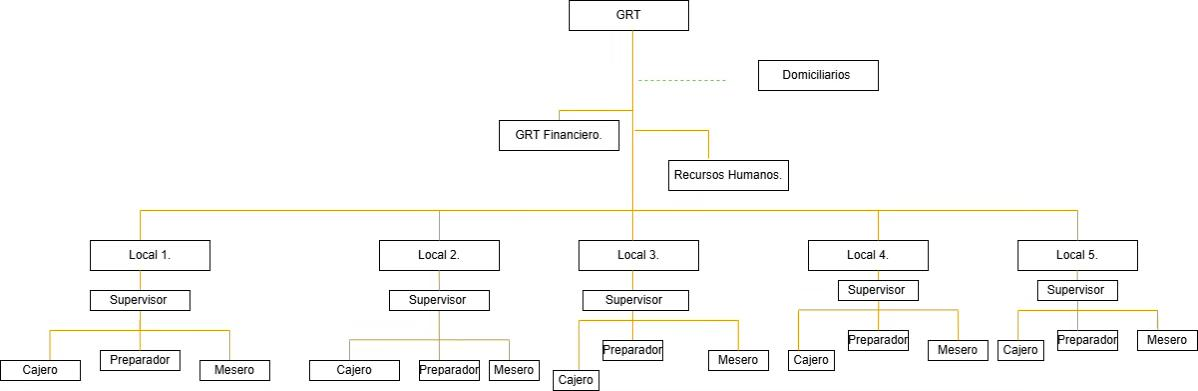 GRT
Domiciliarios
GRT Financiero.
Recursos Humanos.
Local 1.
Local 2.
Local 3.
Local 4.
Local 5.
Supervisor
Supervisor
Supervisor
Supervisor
Supervisor
Cajero
Preparador
Mesero
Cajero
Preparador
Mesero
Cajero
Preparador
Mesero
Cajero
Preparador
Mesero
Cajero
Preparador
Mesero